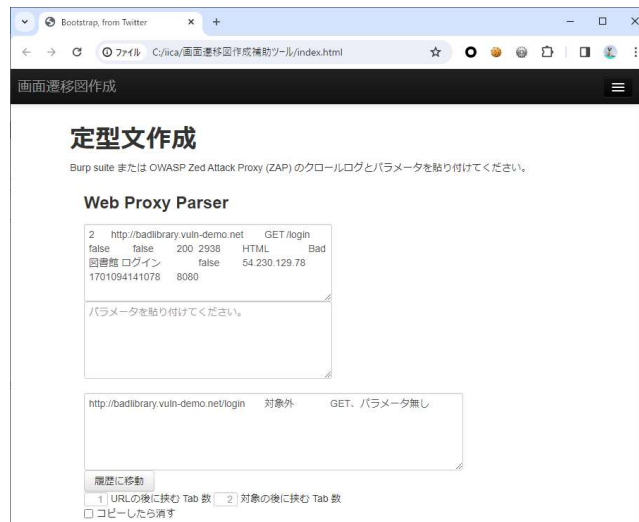 Bootstrap, from Twitter
ファイル C:/iica/画面遷移図作成補助ツール/index.html
画面遷移図作成
定型文作成
Burp suite または OWASP Zed Attack Proxy (ZAP) のクロールログとパラメータを貼り付けてください。
Web Proxy Parser
2 http://badlibrary.vuln-demo.net GET /login
false false 200 2938 HTML Bad
図書館 ログイン false 54.230.129.78
1701094141078 8080
パラメータを貼り付けてください。
http://badlibrary.vuln-demo.net/login 対象外 GET、パラメータ無し
履歴に移動
1 URLの後に挟む Tab 数 2 対象の後に挟む Tab 数
コピーしたら消す